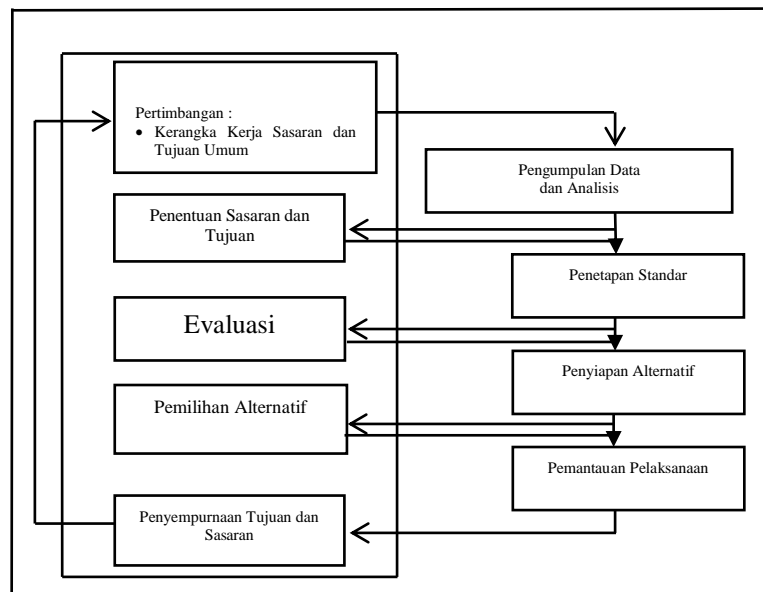 Pertimbangan :
• Kerangka Kerja Sasaran dan
Tujuan Umum
Pengumpulan Data
dan Analisis
Penentuan Sasaran dan
Tujuan
Penetapan Standar
Evaluasi
Penyiapan Alternatif
Pemilihan Alternatif
Pemantauan Pelaksanaan
Penyempurnaan Tujuan dan
Sasaran